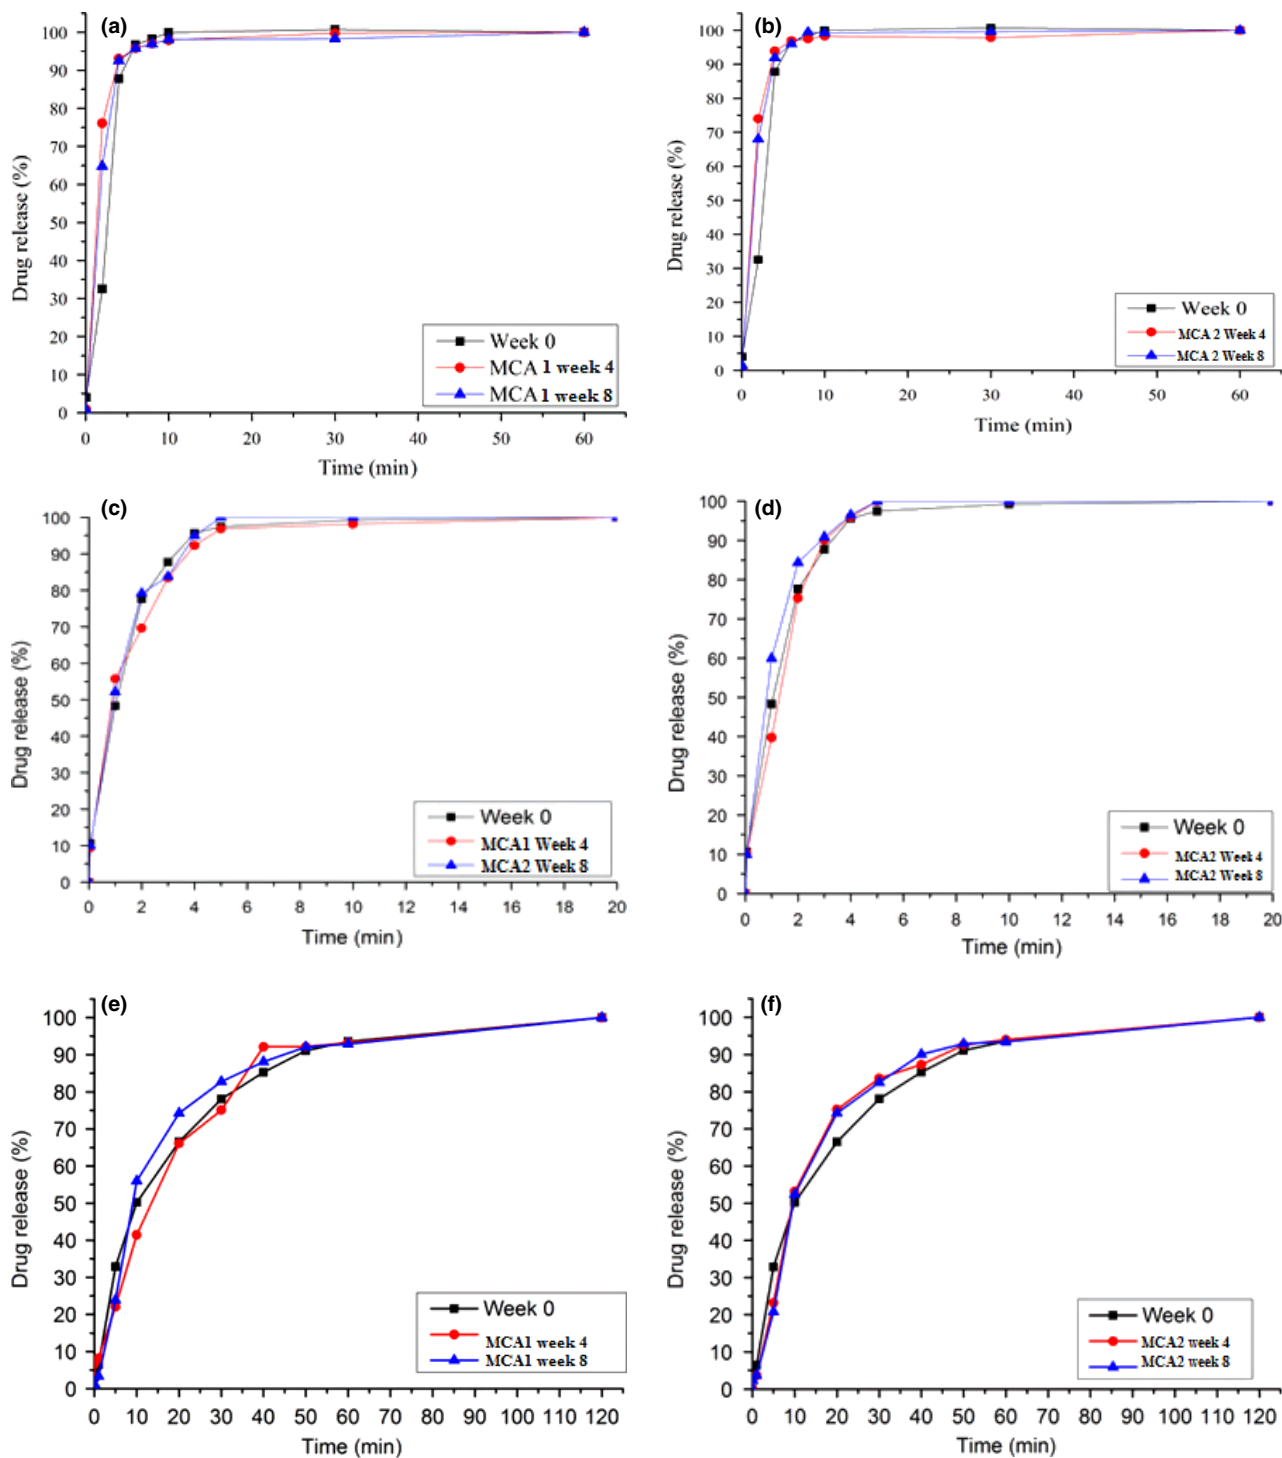 (a)
100
90
80
70
60
50
40
30
20
10
0
Drug release (%)
0 10 20 30 40 50 60
Time (min)
Week 0
MCA 1 week 4
MCA 1 week 8
(b)
100
90
80
70
60
50
40
30
20
10
0
Drug release (%)
0 10 20 30 40 50 60
Time (min)
Week 0
MCA 2 Week 4
MCA 2 Week 8
(c)
100
90
80
70
60
50
40
30
20
10
0
Drug release (%)
0 2 4 6 8 10 12 14 16 18 20
Time (min)
Week 0
MCA1 Week 4
MCA2 Week 8
(d)
100
90
80
70
60
50
40
30
20
10
0
Drug release (%)
0 2 4 6 8 10 12 14 16 18 20
Time (min)
Week 0
MCA2 Week 4
MCA2 Week 8
(e)
100
90
80
70
60
50
40
30
20
10
0
Drug release (%)
0 10 20 30 40 50 60 70 80 90 100 110 120
Time (min)
Week 0
MCA1 week 4
MCA1 week 8
(f)
100
90
80
70
60
50
40
30
20
10
0
Drug release (%)
0 10 20 30 40 50 60 70 80 90 100 110 120
Time (min)
Week 0
MCA2 week 4
MCA2 week 8